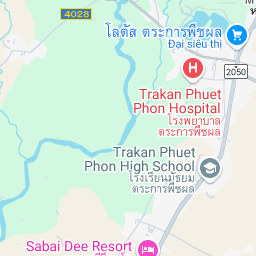 4028
โลตัส ตระการพืชผล
Đại siêu thị
2050
Trakan Phuet
Phon Hospital
โรงพยาบาล
ตระการพืชผล
Trakan Phuet
Phon High School
โรงเรียนมัธยม
ตระการพืชผล
Sabai Dee Resort